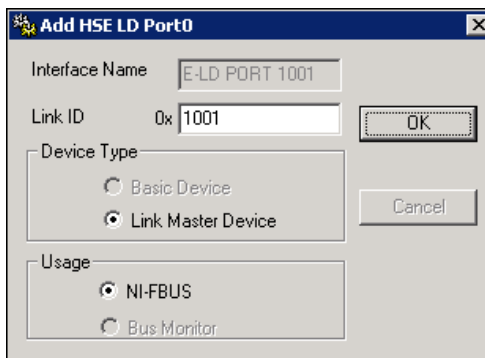 Add HSE LD Port0
Interface Name E-LD PORT 1001
Link ID 0x 1001
OK
Device Type
Basic Device
Link Master Device
Cancel
Usage
NI-FBUS
Bus Monitor